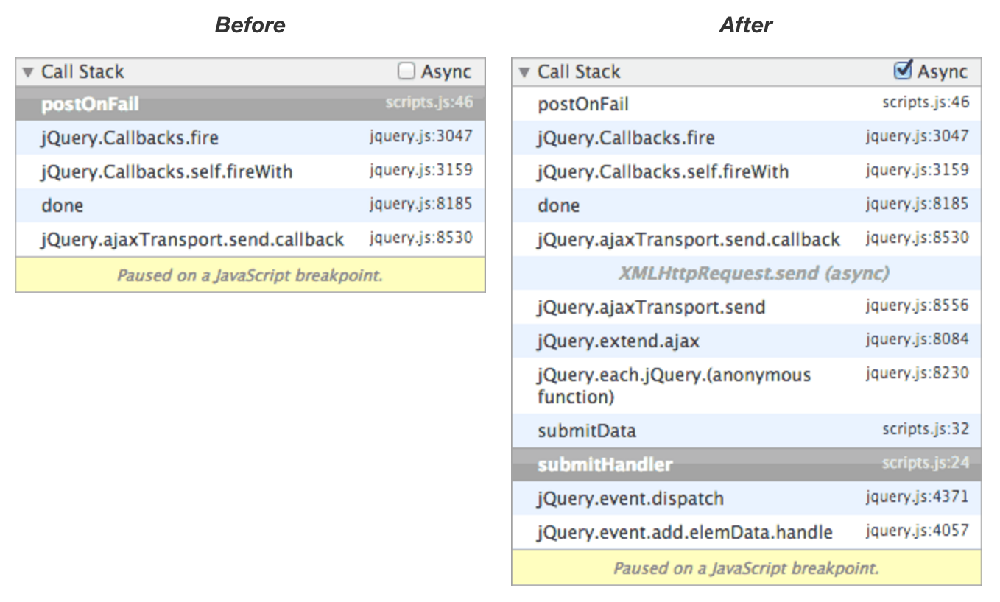 Before
Call Stack Async
postOnFail scripts.js:46
jQuery.Callbacks.fire jquery.js:3047
jQuery.Callbacks.self.fireWith jquery.js:3159
done jquery.js:8185
jQuery.ajaxTransport.send.callback jquery.js:8530
Paused on a JavaScript breakpoint.
After
Call Stack Async
postOnFail scripts.js:46
jQuery.Callbacks.fire jquery.js:3047
jQuery.Callbacks.self.fireWith jquery.js:3159
done jquery.js:8185
jQuery.ajaxTransport.send.callback jquery.js:8530
XMLHttpRequest.send (async)
jQuery.ajaxTransport.send jquery.js:8556
jQuery.extend.ajax jquery.js:8084
jQuery.each.jQuery.(anonymous jquery.js:8230
function)
submitData scripts.js:32
submitHandler scripts.js:24
jQuery.event.dispatch jquery.js:4371
jQuery.event.add.elemData.handle jquery.js:4057
Paused on a JavaScript breakpoint.